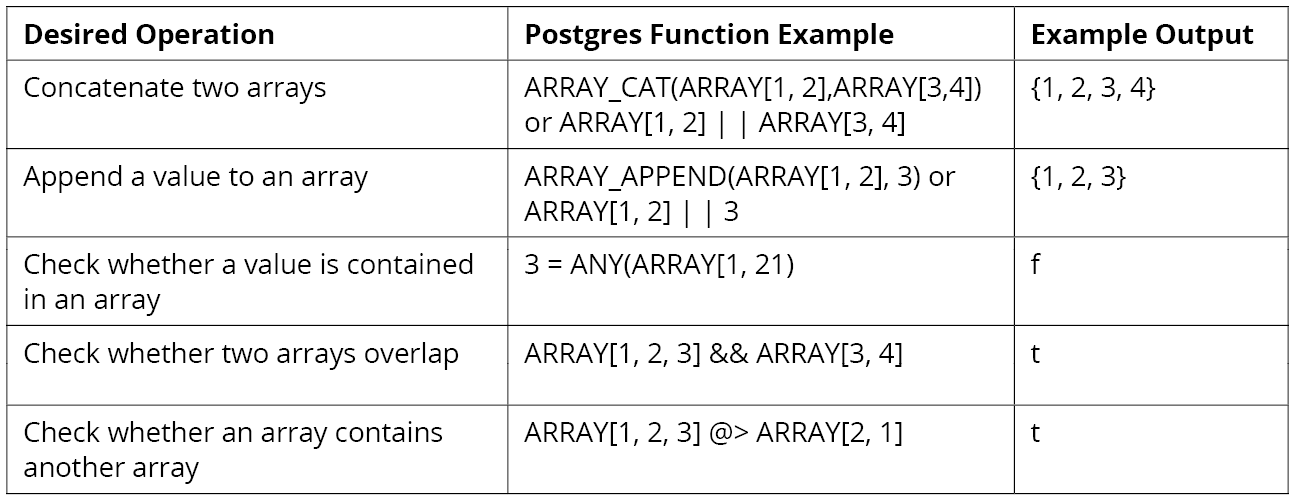 Desired Operation
Postgres Function Example
Example Output
Concatenate two arrays
ARRAY_CAT(ARRAY[1, 2],ARRAY[3,4])
or ARRAY[1, 2] | | ARRAY[3, 4]
{1, 2, 3, 4}
Append a value to an array
ARRAY_APPEND(ARRAY[1, 2], 3) or
ARRAY[1, 2] | | 3
{1, 2, 3}
Check whether a value is contained
in an array
3 = ANY(ARRAY[1, 21)
f
Check whether two arrays overlap
ARRAY[1, 2, 3] && ARRAY[3, 4]
t
Check whether an array contains
another array
ARRAY[1, 2, 3] @> ARRAY[2, 1]
t